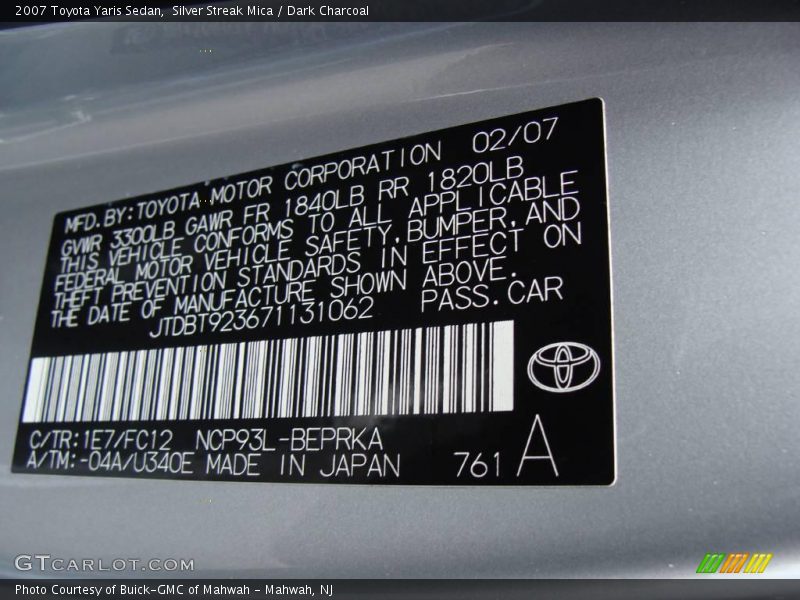 2007 Toyota Yaris Sedan,  Silver Streak Mica / Dark Charcoal
MFD. BY: TOYOTA MOTOR CORPORATION 02/07
GVWR 3300LB GAWR FR 1840LB RR 1820LB
THIS VEHICLE CONFORMS TO ALL APPLICABLE
FEDERAL MOTOR VEHICLE SAFETY, BUMPER, AND
THEFT PREVENTION STANDARDS IN EFFECT ON
THE DATE OF MANUFACTURE SHOWN ABOVE.
JTDBT923671131062 PASS. CAR
C/TR: 1E7/FC12 NCP93L-BEPRKA
A/TM: -04A/U340E MADE IN JAPAN 761 A
GTCARLOT.COM
Photo Courtesy of Buick-GMC of Mahwah - Mahwah, NJ